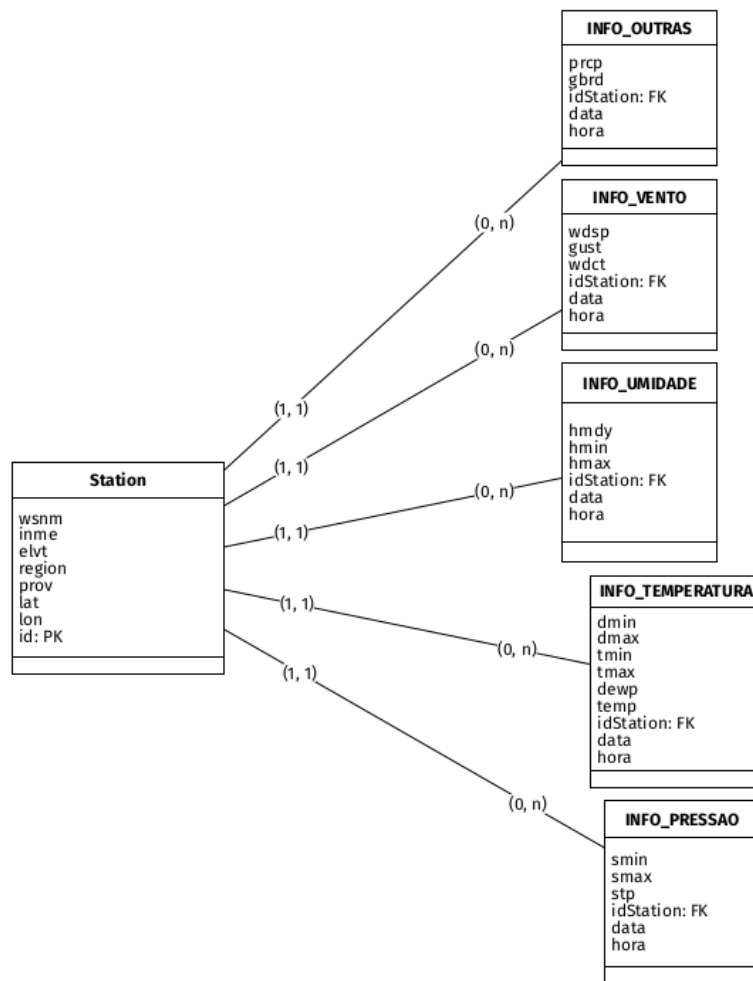 INFO_OUTRAS
prcp
gbrd
idStation: FK
data
hora
(0, n)
(1, 1)
INFO_VENTO
wdsp
gust
wdct
idStation: FK
data
hora
(0, n)
(1, 1)
INFO_UMIDADE
hmdy
hmin
hmax
idStation: FK
data
hora
(0, n)
(1, 1)
Station
wsnm
inme
elvt
region
prov
lat
lon
id: PK
(1, 1)
(0, n)
INFO_TEMPERATURA
dmin
dmax
tmin
tmax
dewp
temp
idStation: FK
data
hora
(1, 1)
(0, n)
INFO_PRESSAO
smin
smax
stp
idStation: FK
data
hora